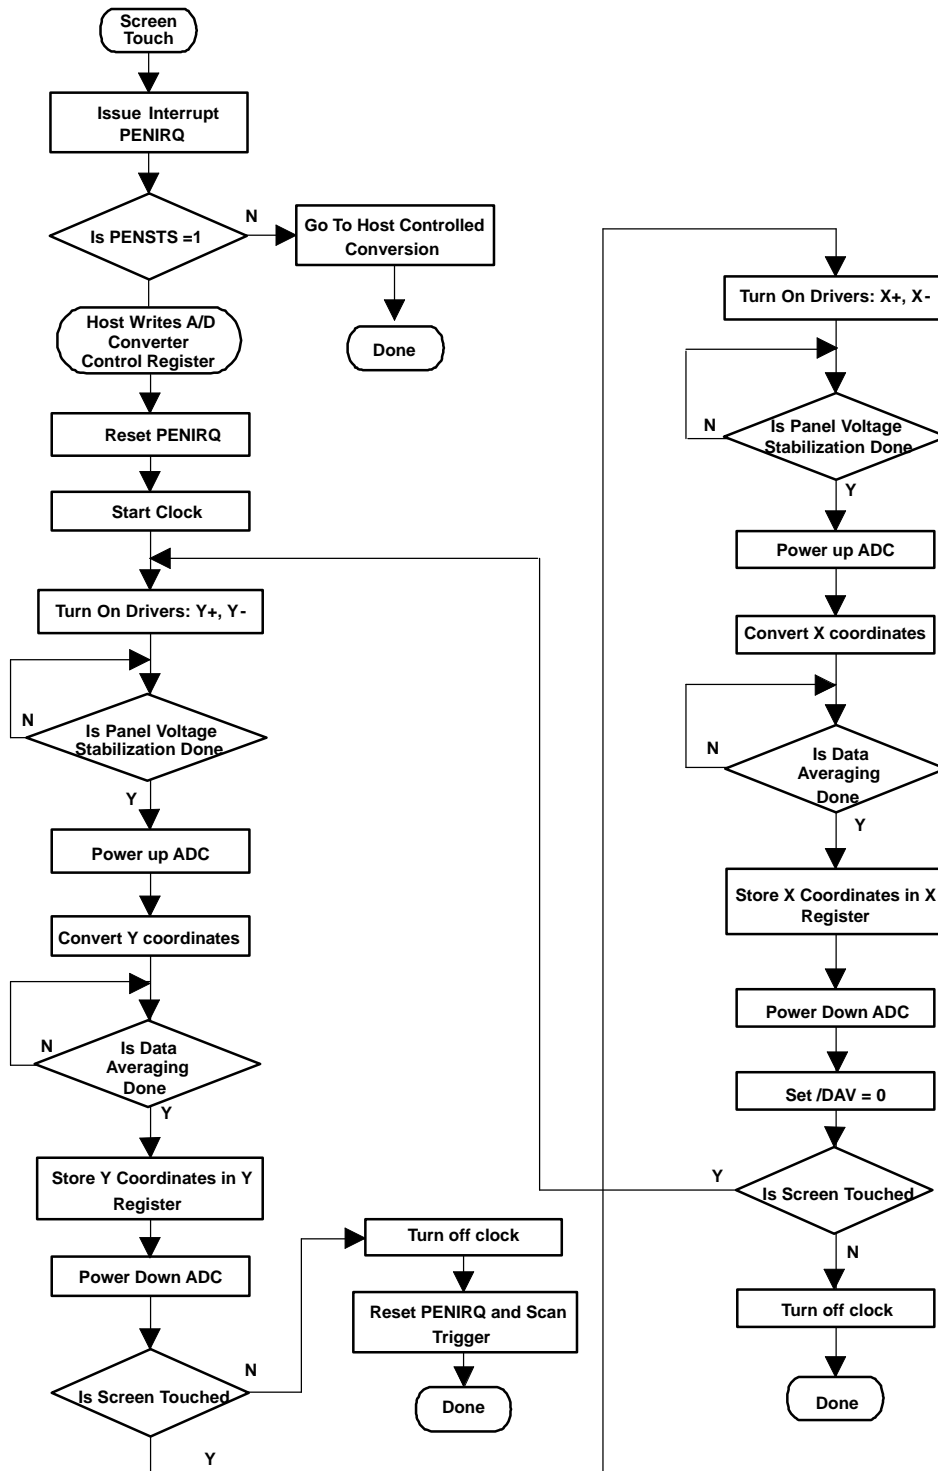 Screen
Touch
Issue Interrupt
PENIRQ
Is PENSTS =1
N
Go To Host Controlled
Conversion
Done
Host Writes A/D
Converter
Control Register
Reset PENIRQ
Start Clock
Turn On Drivers: Y+, Y-
N
Is Panel Voltage
Stabilization Done
Y
Power up ADC
Convert Y coordinates
N
Is Data
Averaging
Done
Y
Store Y Coordinates in Y
Register
Power Down ADC
Is Screen Touched
N
Y
Turn off clock
Reset PENIRQ and Scan
Trigger
Done
Turn On Drivers: X+, X-
N
Is Panel Voltage
Stabilization Done
Y
Power up ADC
Convert X coordinates
N
Is Data
Averaging
Done
Y
Store X Coordinates in X
Register
Power Down ADC
Set /DAV = 0
Y
Is Screen Touched
N
Turn off clock
Done